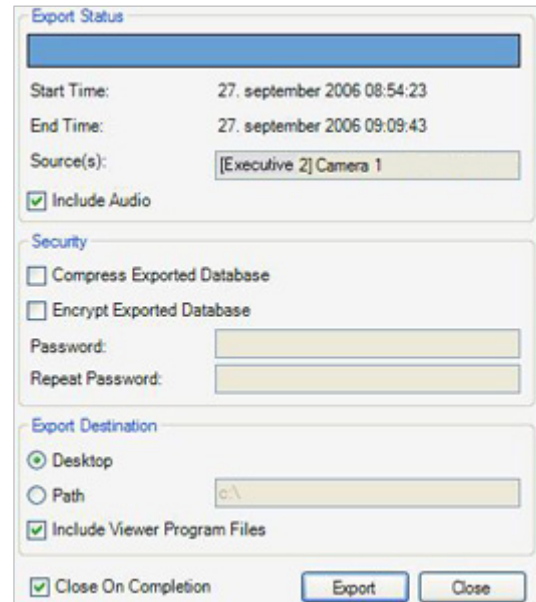 Export Status
Start Time: 27. september 2006 08:54:23
End Time: 27. september 2006 09:09:43
Source(s): [Executive 2] Camera 1
Include Audio
Security
Compress Exported Database
Encrypt Exported Database
Password:
Repeat Password:
Export Destination
Desktop
Path c:\
Include Viewer Program Files
Close On Completion Export Close